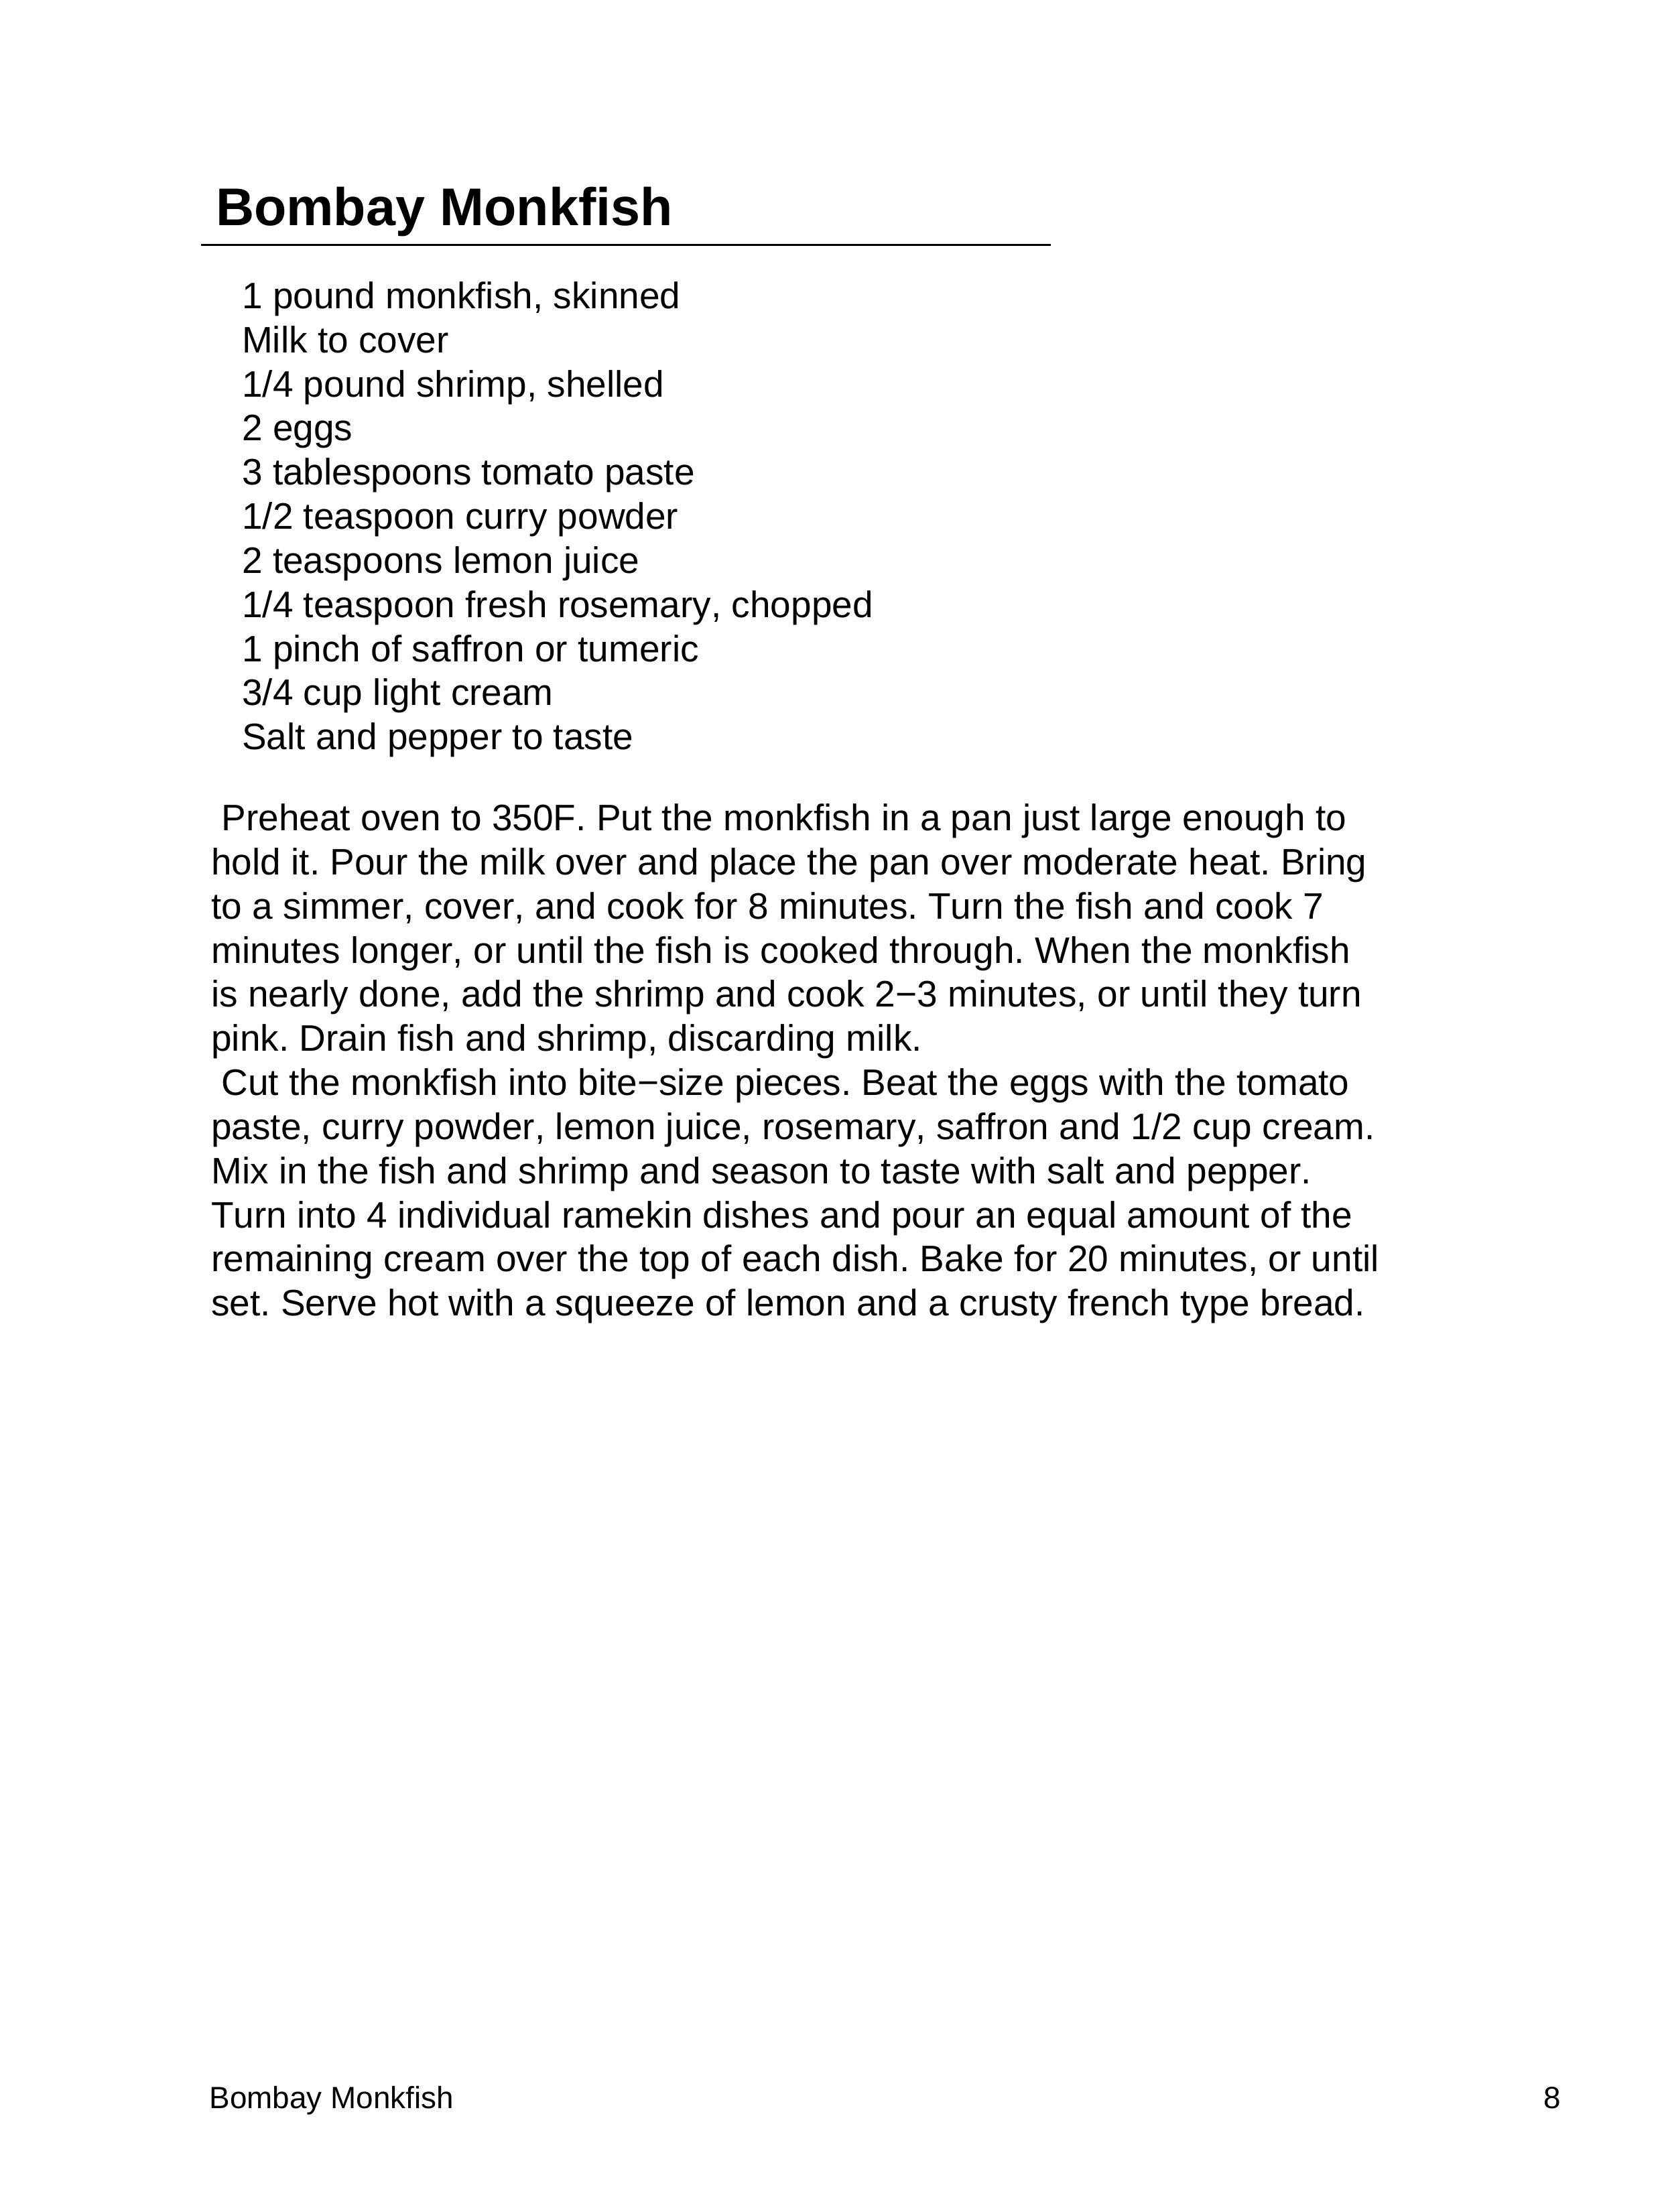 Bombay Monkfish
1 pound monkfish, skinned
Milk to cover
1/4 pound shrimp, shelled
2 eggs
3 tablespoons tomato paste
1/2 teaspoon curry powder
2 teaspoons lemon juice
1/4 teaspoon fresh rosemary, chopped
1 pinch of saffron or tumeric
3/4 cup light cream
Salt and pepper to taste
Preheat oven to 350F. Put the monkfish in a pan just large enough to
hold it. Pour the milk over and place the pan over moderate heat. Bring
to a simmer, cover, and cook for 8 minutes. Turn the fish and cook 7
minutes longer, or until the fish is cooked through. When the monkfish
is nearly done, add the shrimp and cook 2−3 minutes, or until they turn
pink. Drain fish and shrimp, discarding milk.
Cut the monkfish into bite−size pieces. Beat the eggs with the tomato
paste, curry powder, lemon juice, rosemary, saffron and 1/2 cup cream.
Mix in the fish and shrimp and season to taste with salt and pepper.
Turn into 4 individual ramekin dishes and pour an equal amount of the
remaining cream over the top of each dish. Bake for 20 minutes, or until
set. Serve hot with a squeeze of lemon and a crusty french type bread.
Bombay Monkfish 8